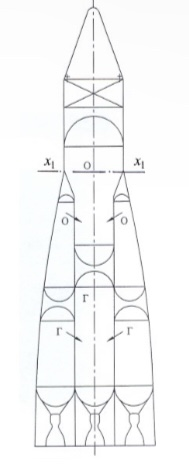 x₁ О x₁
О О
Г
Г Г